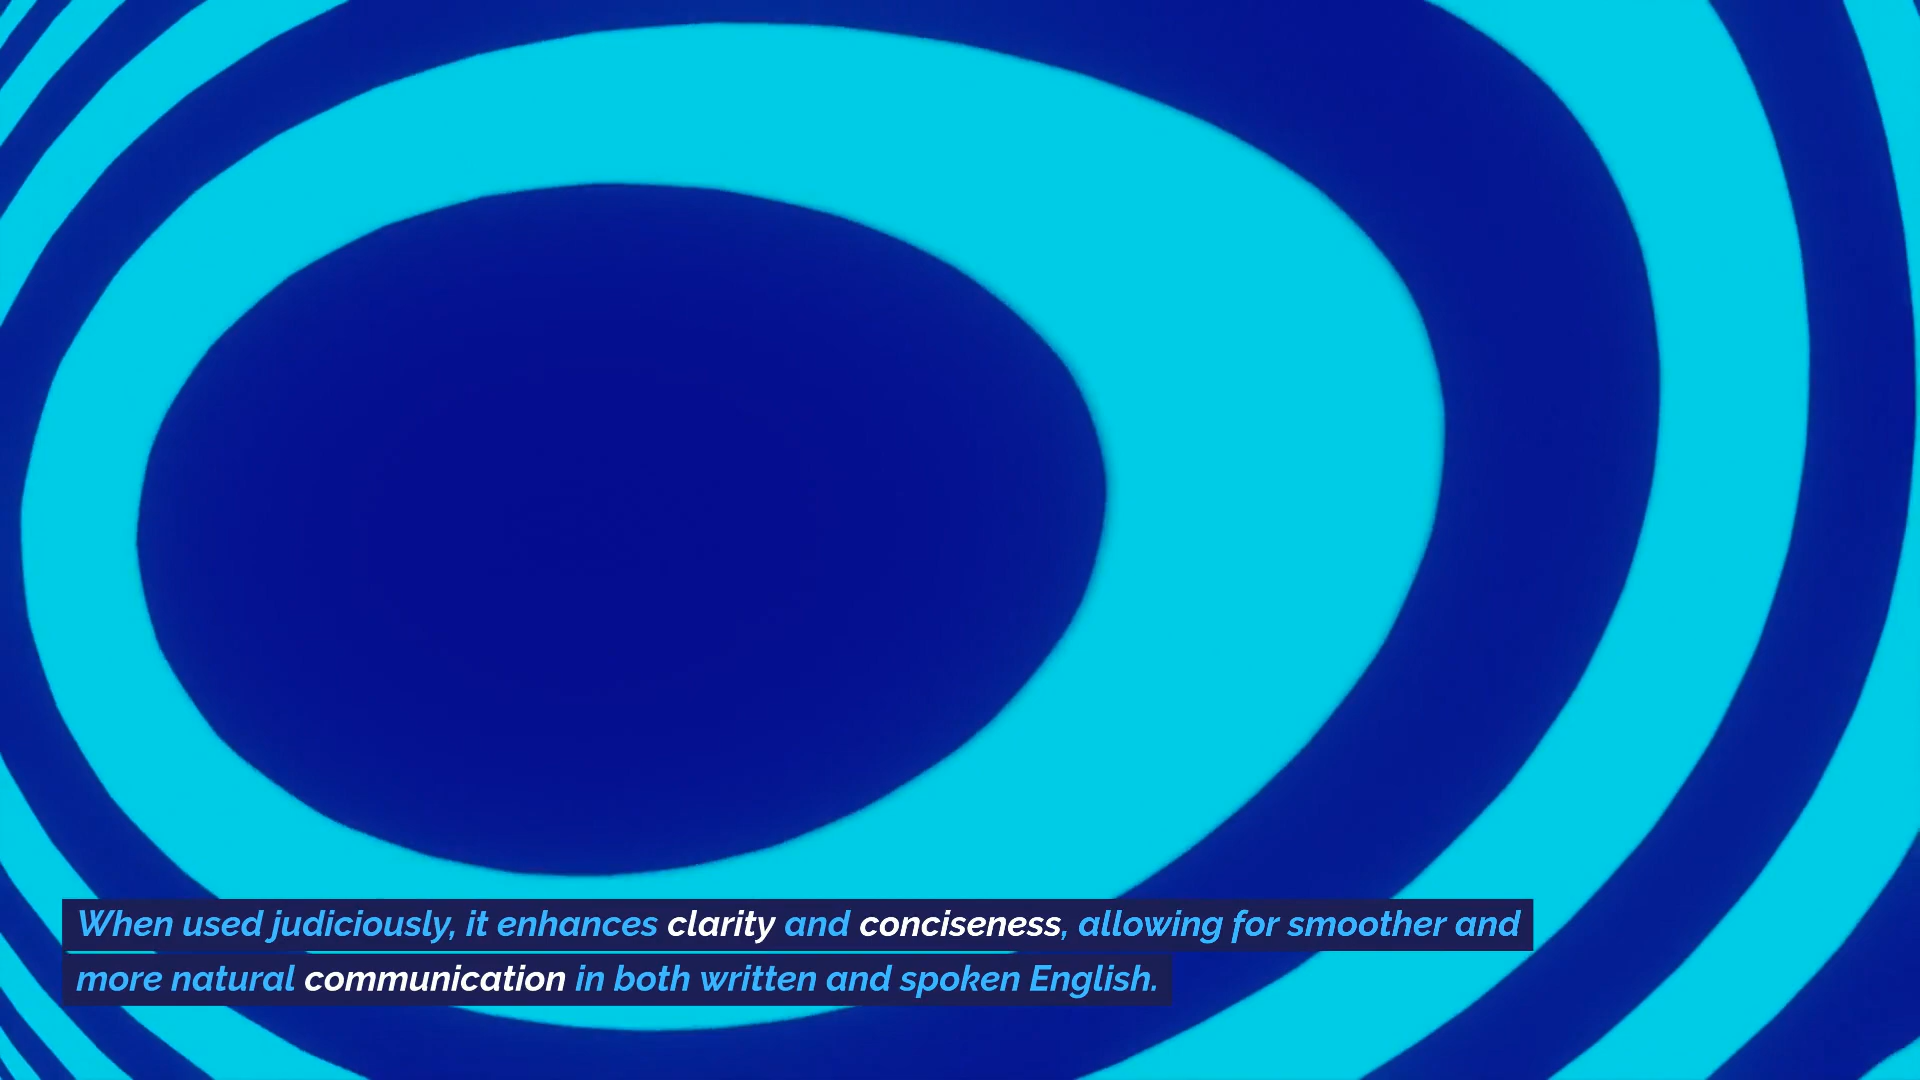 When used judiciously, it enhances clarity and conciseness, allowing for smoother and
more natural communication in both written and spoken English.